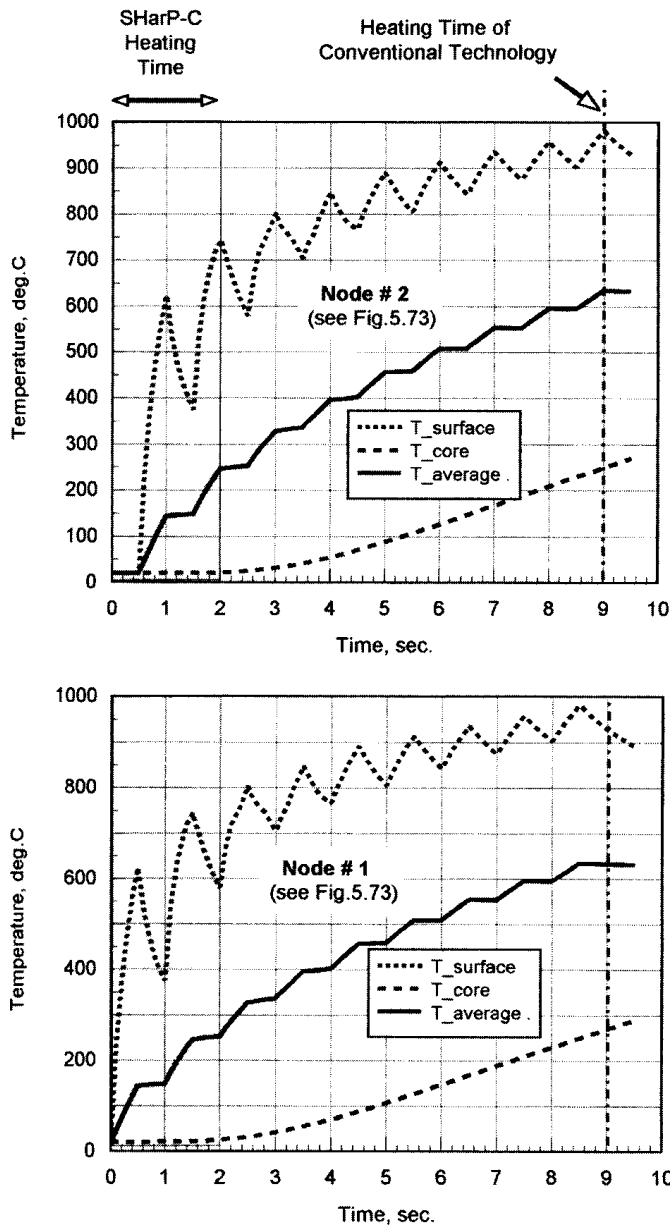 SHarP-C
Heating
Time
Heating Time of
Conventional Technology
1000
900
800
700
600
500
400
300
200
100
0
Temperature, deg.C
Node # 2
(see Fig.5.73)
T_surface
T_core
T_average .
0 1 2 3 4 5 6 7 8 9 10
Time, sec.
1000
800
600
400
200
0
Temperature, deg.C
Node # 1
(see Fig.5.73)
T_surface
T_core
T_average .
0 1 2 3 4 5 6 7 8 9 10
Time, sec.